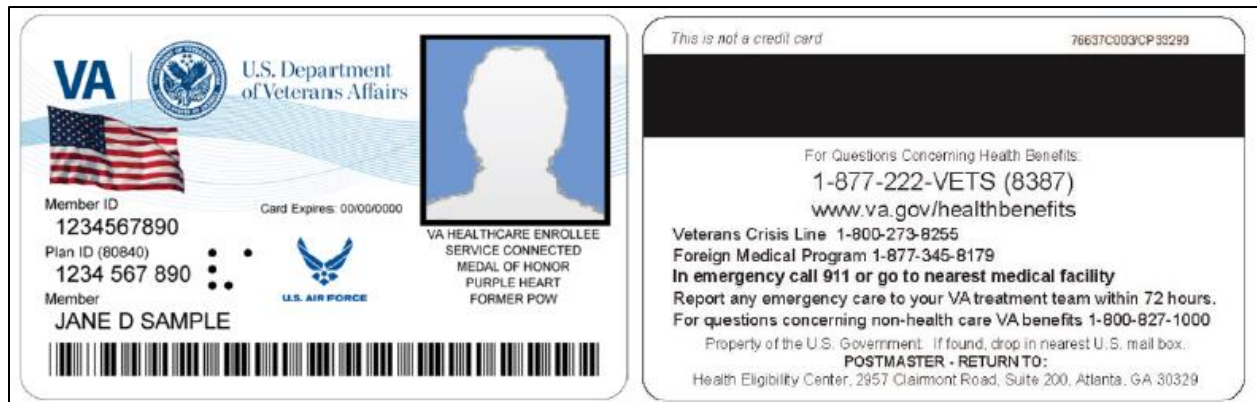 VA
U.S. Department
of Veterans Affairs
Member ID
1234567890
Card Expires: 00/00/0000
Plan ID (80840)
1234 567 890
Member
JANE D SAMPLE
U.S. AIR FORCE
VA HEALTHCARE ENROLLEE
SERVICE CONNECTED
MEDAL OF HONOR
PURPLE HEART
FORMER POW
This is not a credit card
76637C003/CP33293
For Questions Concerning Health Benefits:
1-877-222-VETS (8387)
www.va.gov/healthbenefits
Veterans Crisis Line 1-800-273-8255
Foreign Medical Program 1-877-345-8179
In emergency call 911 or go to nearest medical facility
Report any emergency care to your VA treatment team within 72 hours.
For questions concerning non-health care VA benefits 1-800-827-1000
Property of the U.S. Government. If found, drop in nearest U.S. mail box.
POSTMASTER - RETURN TO:
Health Eligibility Center, 2957 Clairmont Road, Suite 200, Atlanta, GA 30329